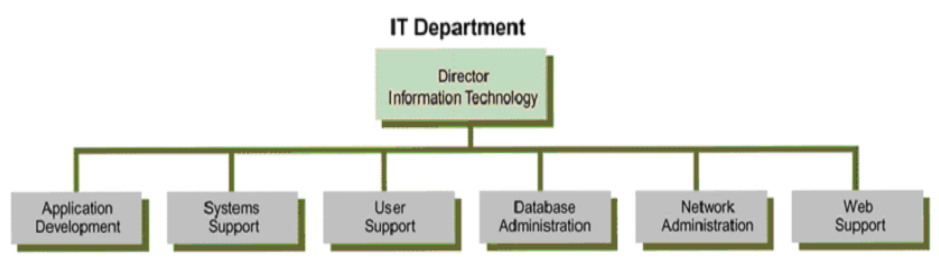 IT Department
Director
Information Technology
Application
Development
Systems
Support
User
Support
Database
Administration
Network
Administration
Web
Support